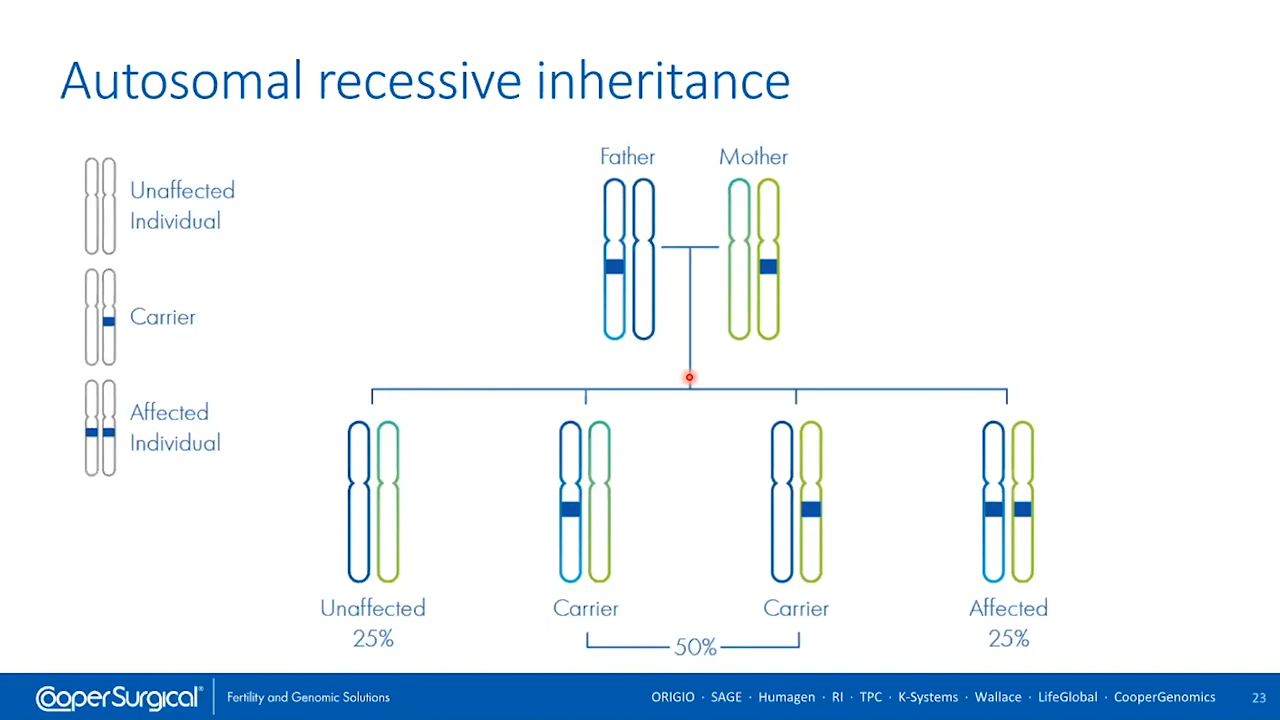 Autosomal recessive inheritance
Unaffected
Individual
Carrier
Affected
Individual
Father
Mother
Unaffected
25%
Carrier
Carrier
50%
Affected
25%
CooperSurgical®
Fertility and Genomic Solutions
ORIGIO · SAGE · Humagen · RI · TPC · K-Systems · Wallace · LifeGlobal · CooperGenomics
23